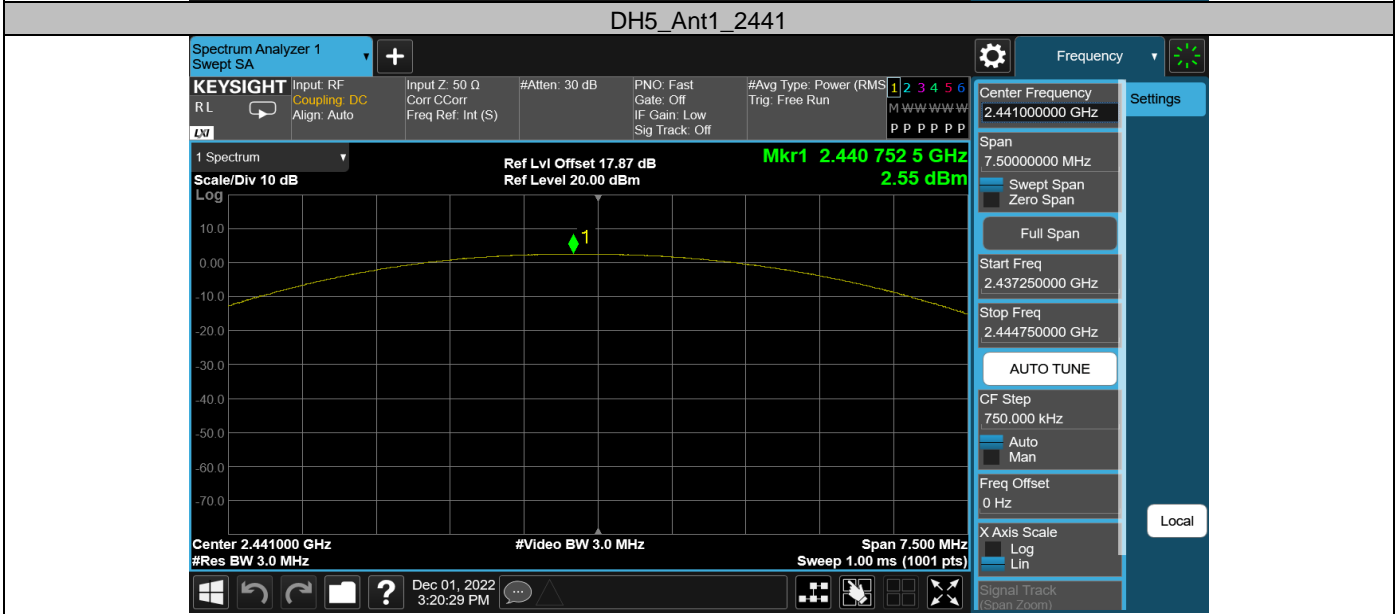 DH5_Ant1_2441
Spectrum Analyzer 1
Swept SA
Frequency
KEYSIGHT
R L
LXI
Input: RF
Coupling: DC
Align: Auto
Input Z: 50 Ω
Corr CCorr
Freq Ref: Int (S)
#Atten: 30 dB
PNO: Fast
Gate: Off
IF Gain: Low
Sig Track: Off
#Avg Type: Power (RMS
Trig: Free Run
1 2 3 4 5 6
M W W W W W
P P P P P P
1 Spectrum
Scale/Div 10 dB
Log
Ref Lvl Offset 17.87 dB
Ref Level 20.00 dBm
Mkr1 2.440 752 5 GHz
2.55 dBm
1
10.0
0.00
-10.0
-20.0
-30.0
-40.0
-50.0
-60.0
-70.0
Center 2.441000 GHz
#Res BW 3.0 MHz
#Video BW 3.0 MHz
Span 7.500 MHz
Sweep 1.00 ms (1001 pts)
Center Frequency
2.441000000 GHz
Settings
Span
7.50000000 MHz
Swept Span
Zero Span
Full Span
Start Freq
2.437250000 GHz
Stop Freq
2.444750000 GHz
AUTO TUNE
CF Step
750.000 kHz
Auto
Man
Freq Offset
0 Hz
X Axis Scale
Log
Lin
Local
Signal Track
(Span Zoom)
?
Dec 01, 2022
3:20:29 PM